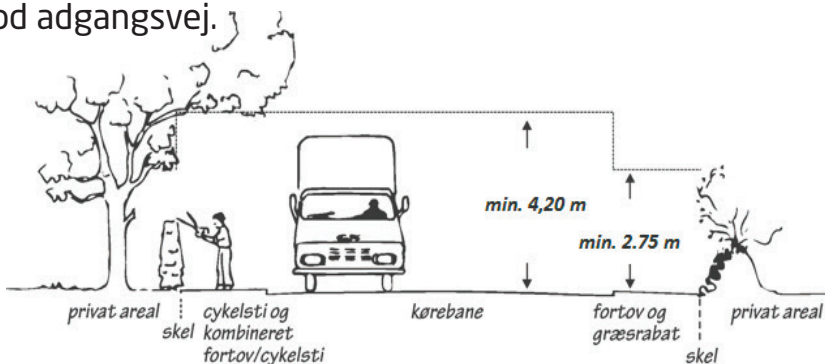 od adgangsvej.
min. 4,20 m
min. 2.75 m
privat areal
skel
cykelsti og
kombineret
fortov/cykelsti
kørebane
fortov og
græsrabat
skel
privat areal